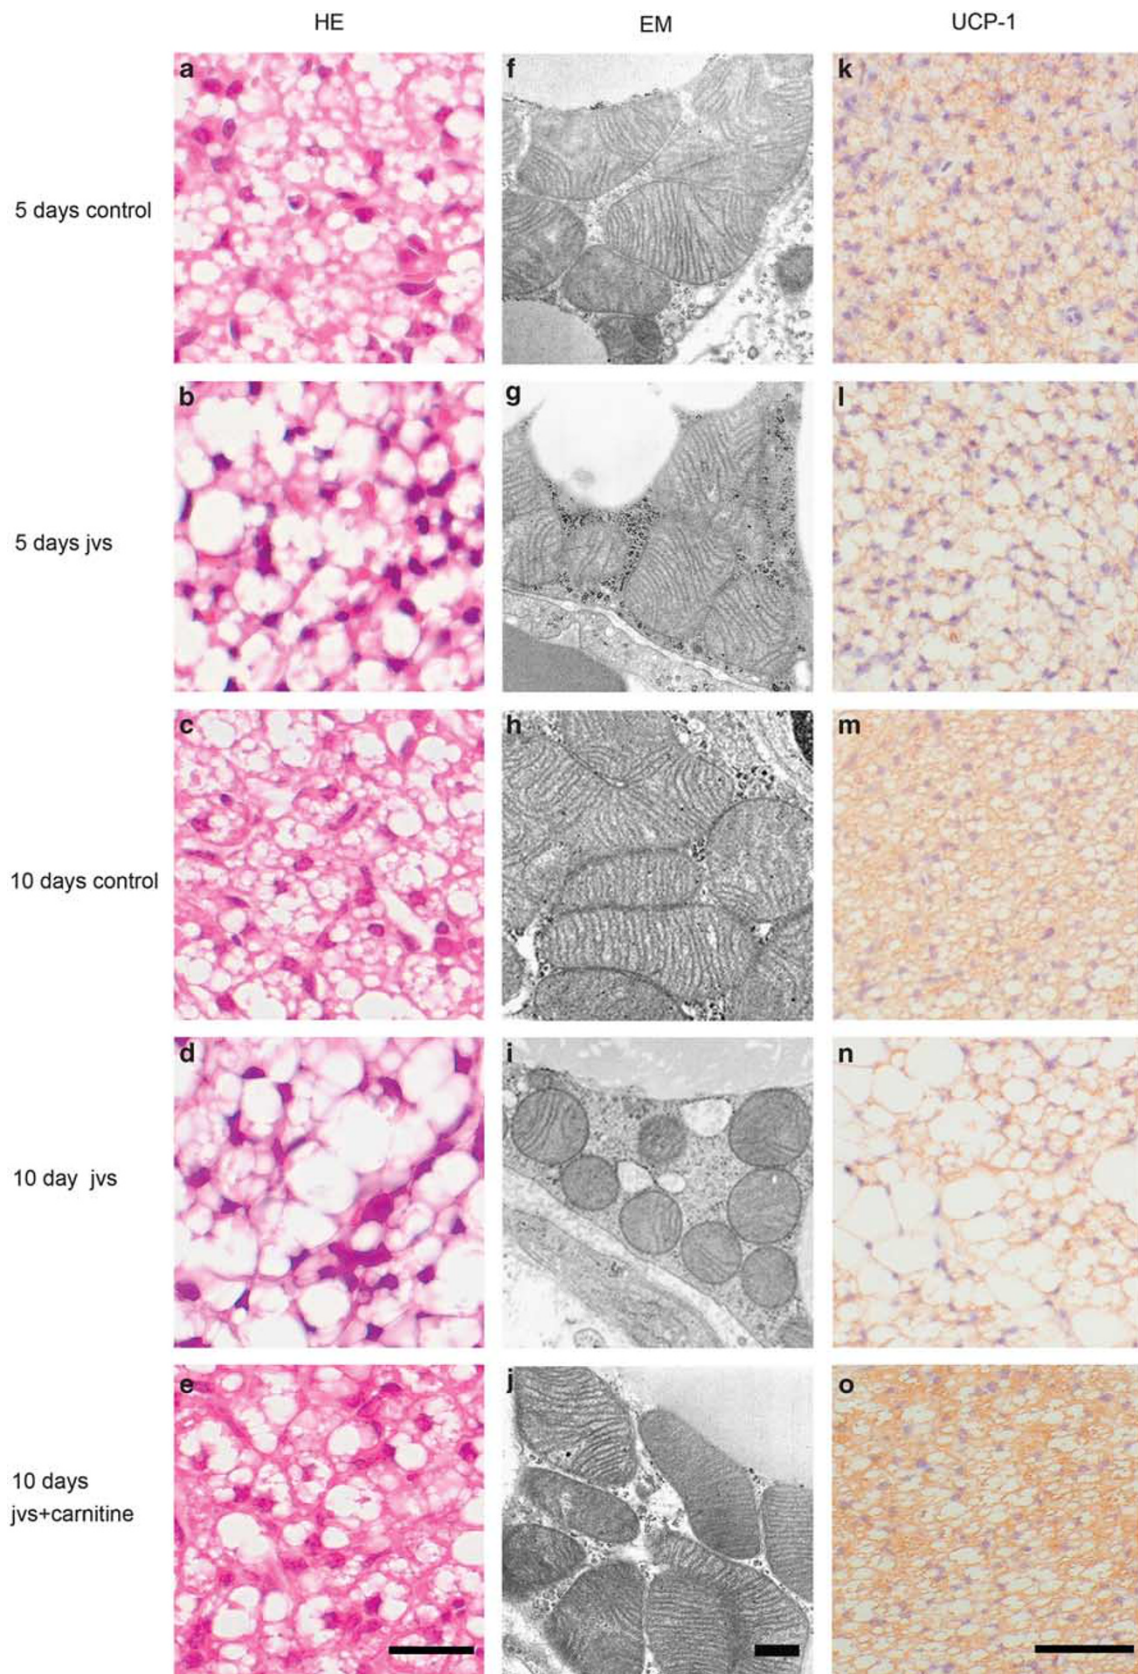 HE EM UCP-1
a f k
5 days control
b g l
5 days jvs
c h m
10 days control
d i n
10 day jvs
e j o
10 days
jvs+carnitine